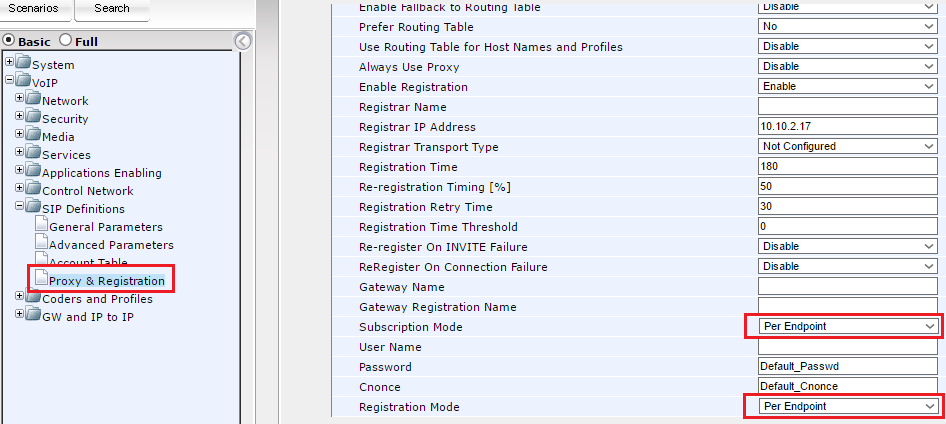 Scenarios Search
Basic Full
System
VoIP
Network
Security
Media
Services
Applications Enabling
Control Network
SIP Definitions
General Parameters
Advanced Parameters
Account Table
Proxy & Registration
Coders and Profiles
GW and IP to IP
Enable Fallback to Routing Table Disable
Prefer Routing Table No
Use Routing Table for Host Names and Profiles Disable
Always Use Proxy Disable
Enable Registration Enable
Registrar Name
Registrar IP Address 10.10.2.17
Registrar Transport Type Not Configured
Registration Time 180
Re-registration Timing [%] 50
Registration Retry Time 30
Registration Time Threshold 0
Re-register On INVITE Failure Disable
ReRegister On Connection Failure Disable
Gateway Name
Gateway Registration Name
Subscription Mode Per Endpoint
User Name
Password Default_Passwd
Cnonce Default_Cnonce
Registration Mode Per Endpoint